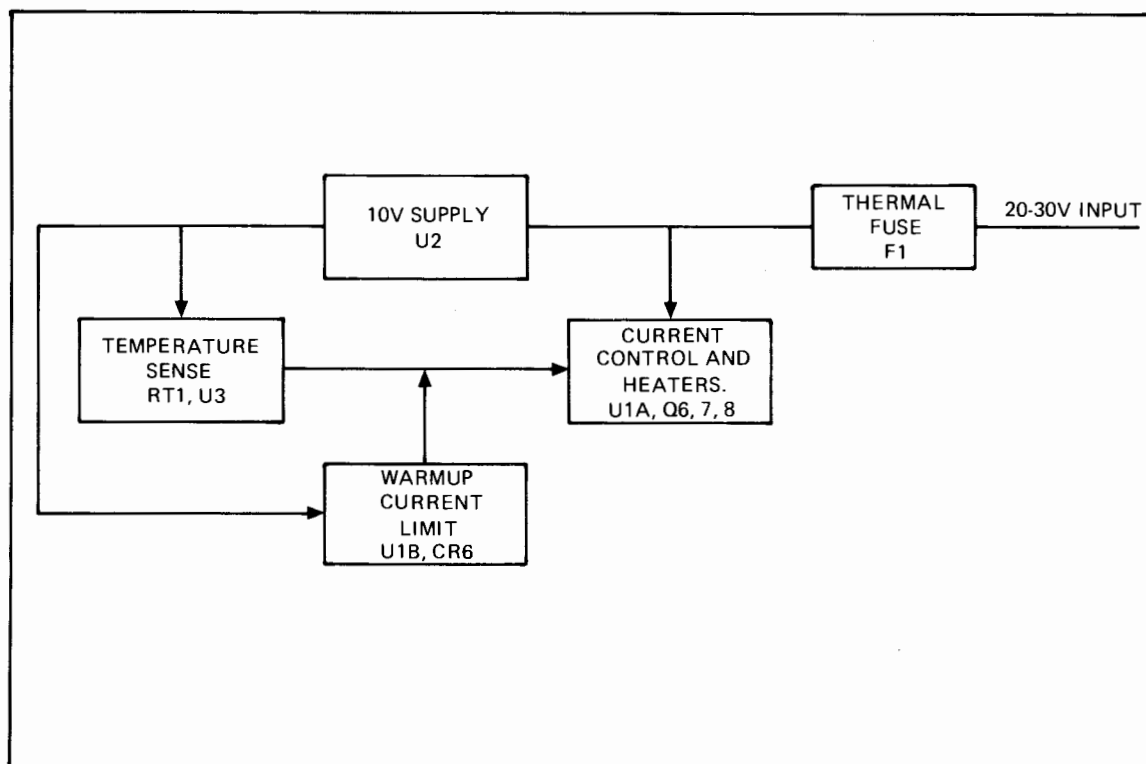 10V SUPPLY
U2
THERMAL
FUSE
F1
20-30V INPUT
TEMPERATURE
SENSE
RT1, U3
CURRENT
CONTROL AND
HEATERS.
U1A, Q6, 7, 8
WARMUP
CURRENT
LIMIT
U1B, CR6